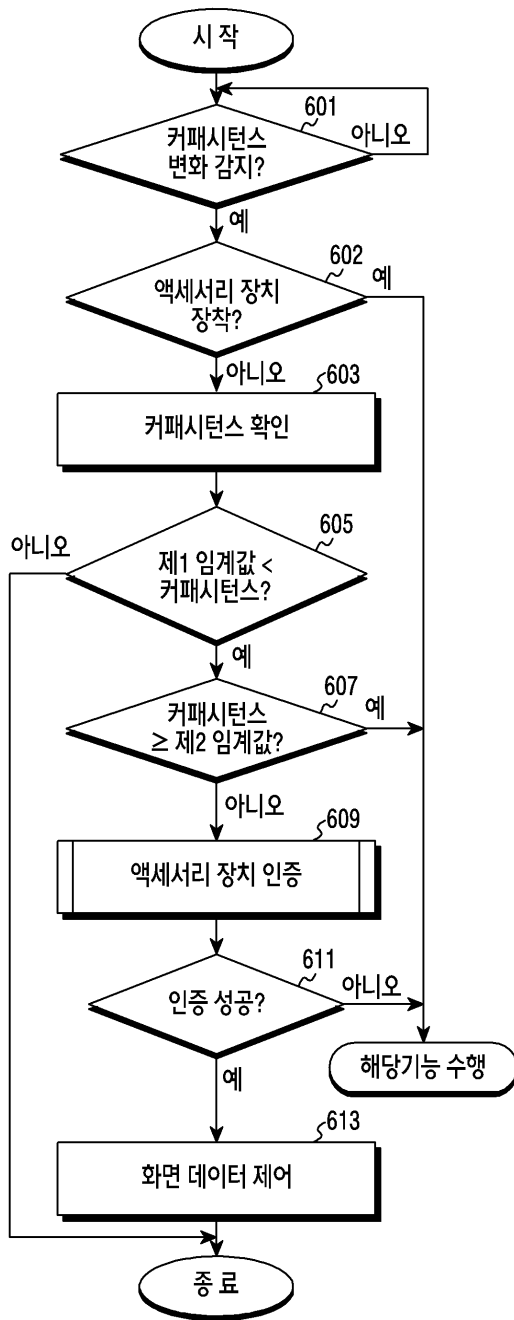 시 작
601
커패시턴스
변화 감지?
아니오
예
602
액세서리 장치
장착?
예
아니오
603
커패시턴스 확인
605
아니오
제1 임계값 <
커패시턴스?
예
607
커패시턴스
≥ 제2 임계값?
예
아니오
609
액세서리 장치 인증
611
인증 성공?
아니오
예
해당기능 수행
613
화면 데이터 제어
종 료